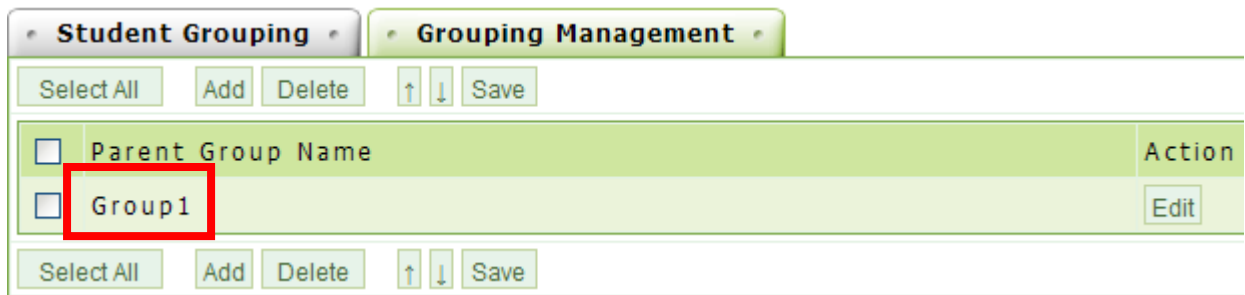 Student Grouping Grouping Management
Select All Add Delete ↑ ↓ Save
Parent Group Name Action
Group1 Edit
Select All Add Delete ↑ ↓ Save